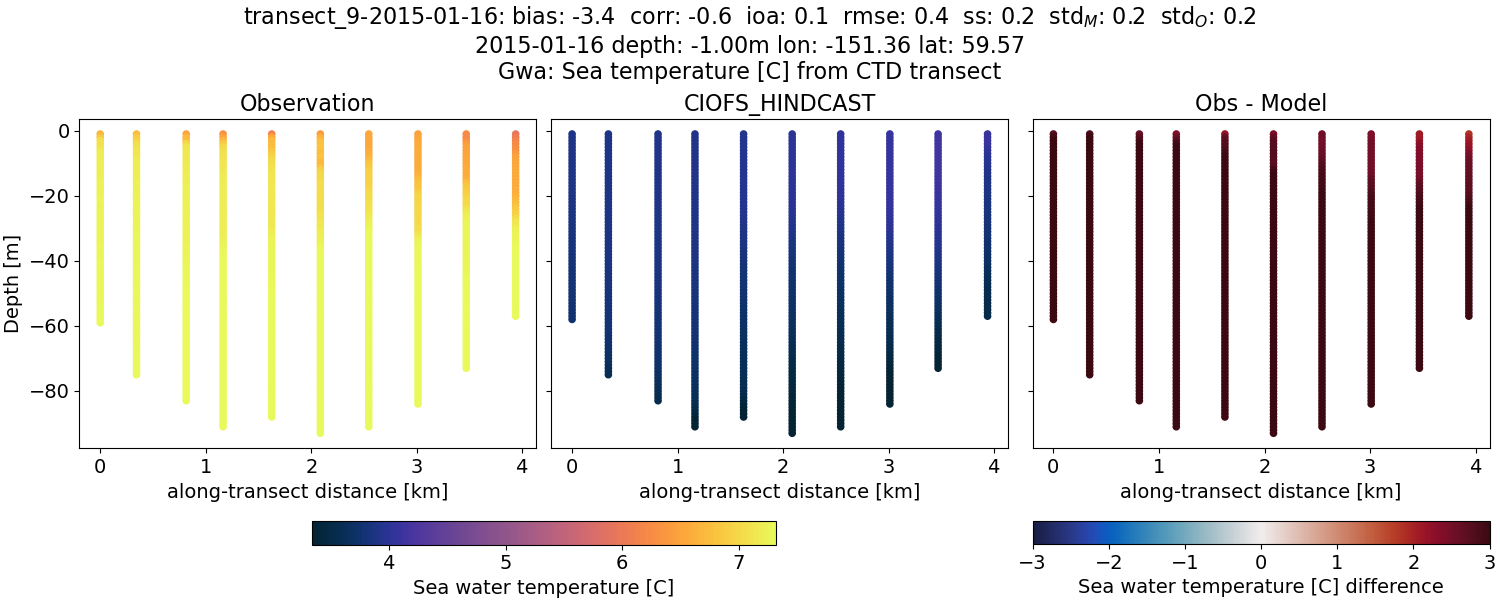 transect_9-2015-01-16: bias: -3.4 corr: -0.6 ioa: 0.1 rmse: 0.4 ss: 0.2 std_M: 0.2 std_O: 0.2
2015-01-16 depth: -1.00m lon: -151.36 lat: 59.57
Gwa: Sea temperature [C] from CTD transect
Observation
CIOFS_HINDCAST
Obs - Model
Depth [m]
0
−20
−40
−60
−80
0 1 2 3 4
0 1 2 3 4
0 1 2 3 4
along-transect distance [km]
along-transect distance [km]
along-transect distance [km]
4 5 6 7
Sea water temperature [C]
−3 −2 −1 0 1 2 3
Sea water temperature [C] difference